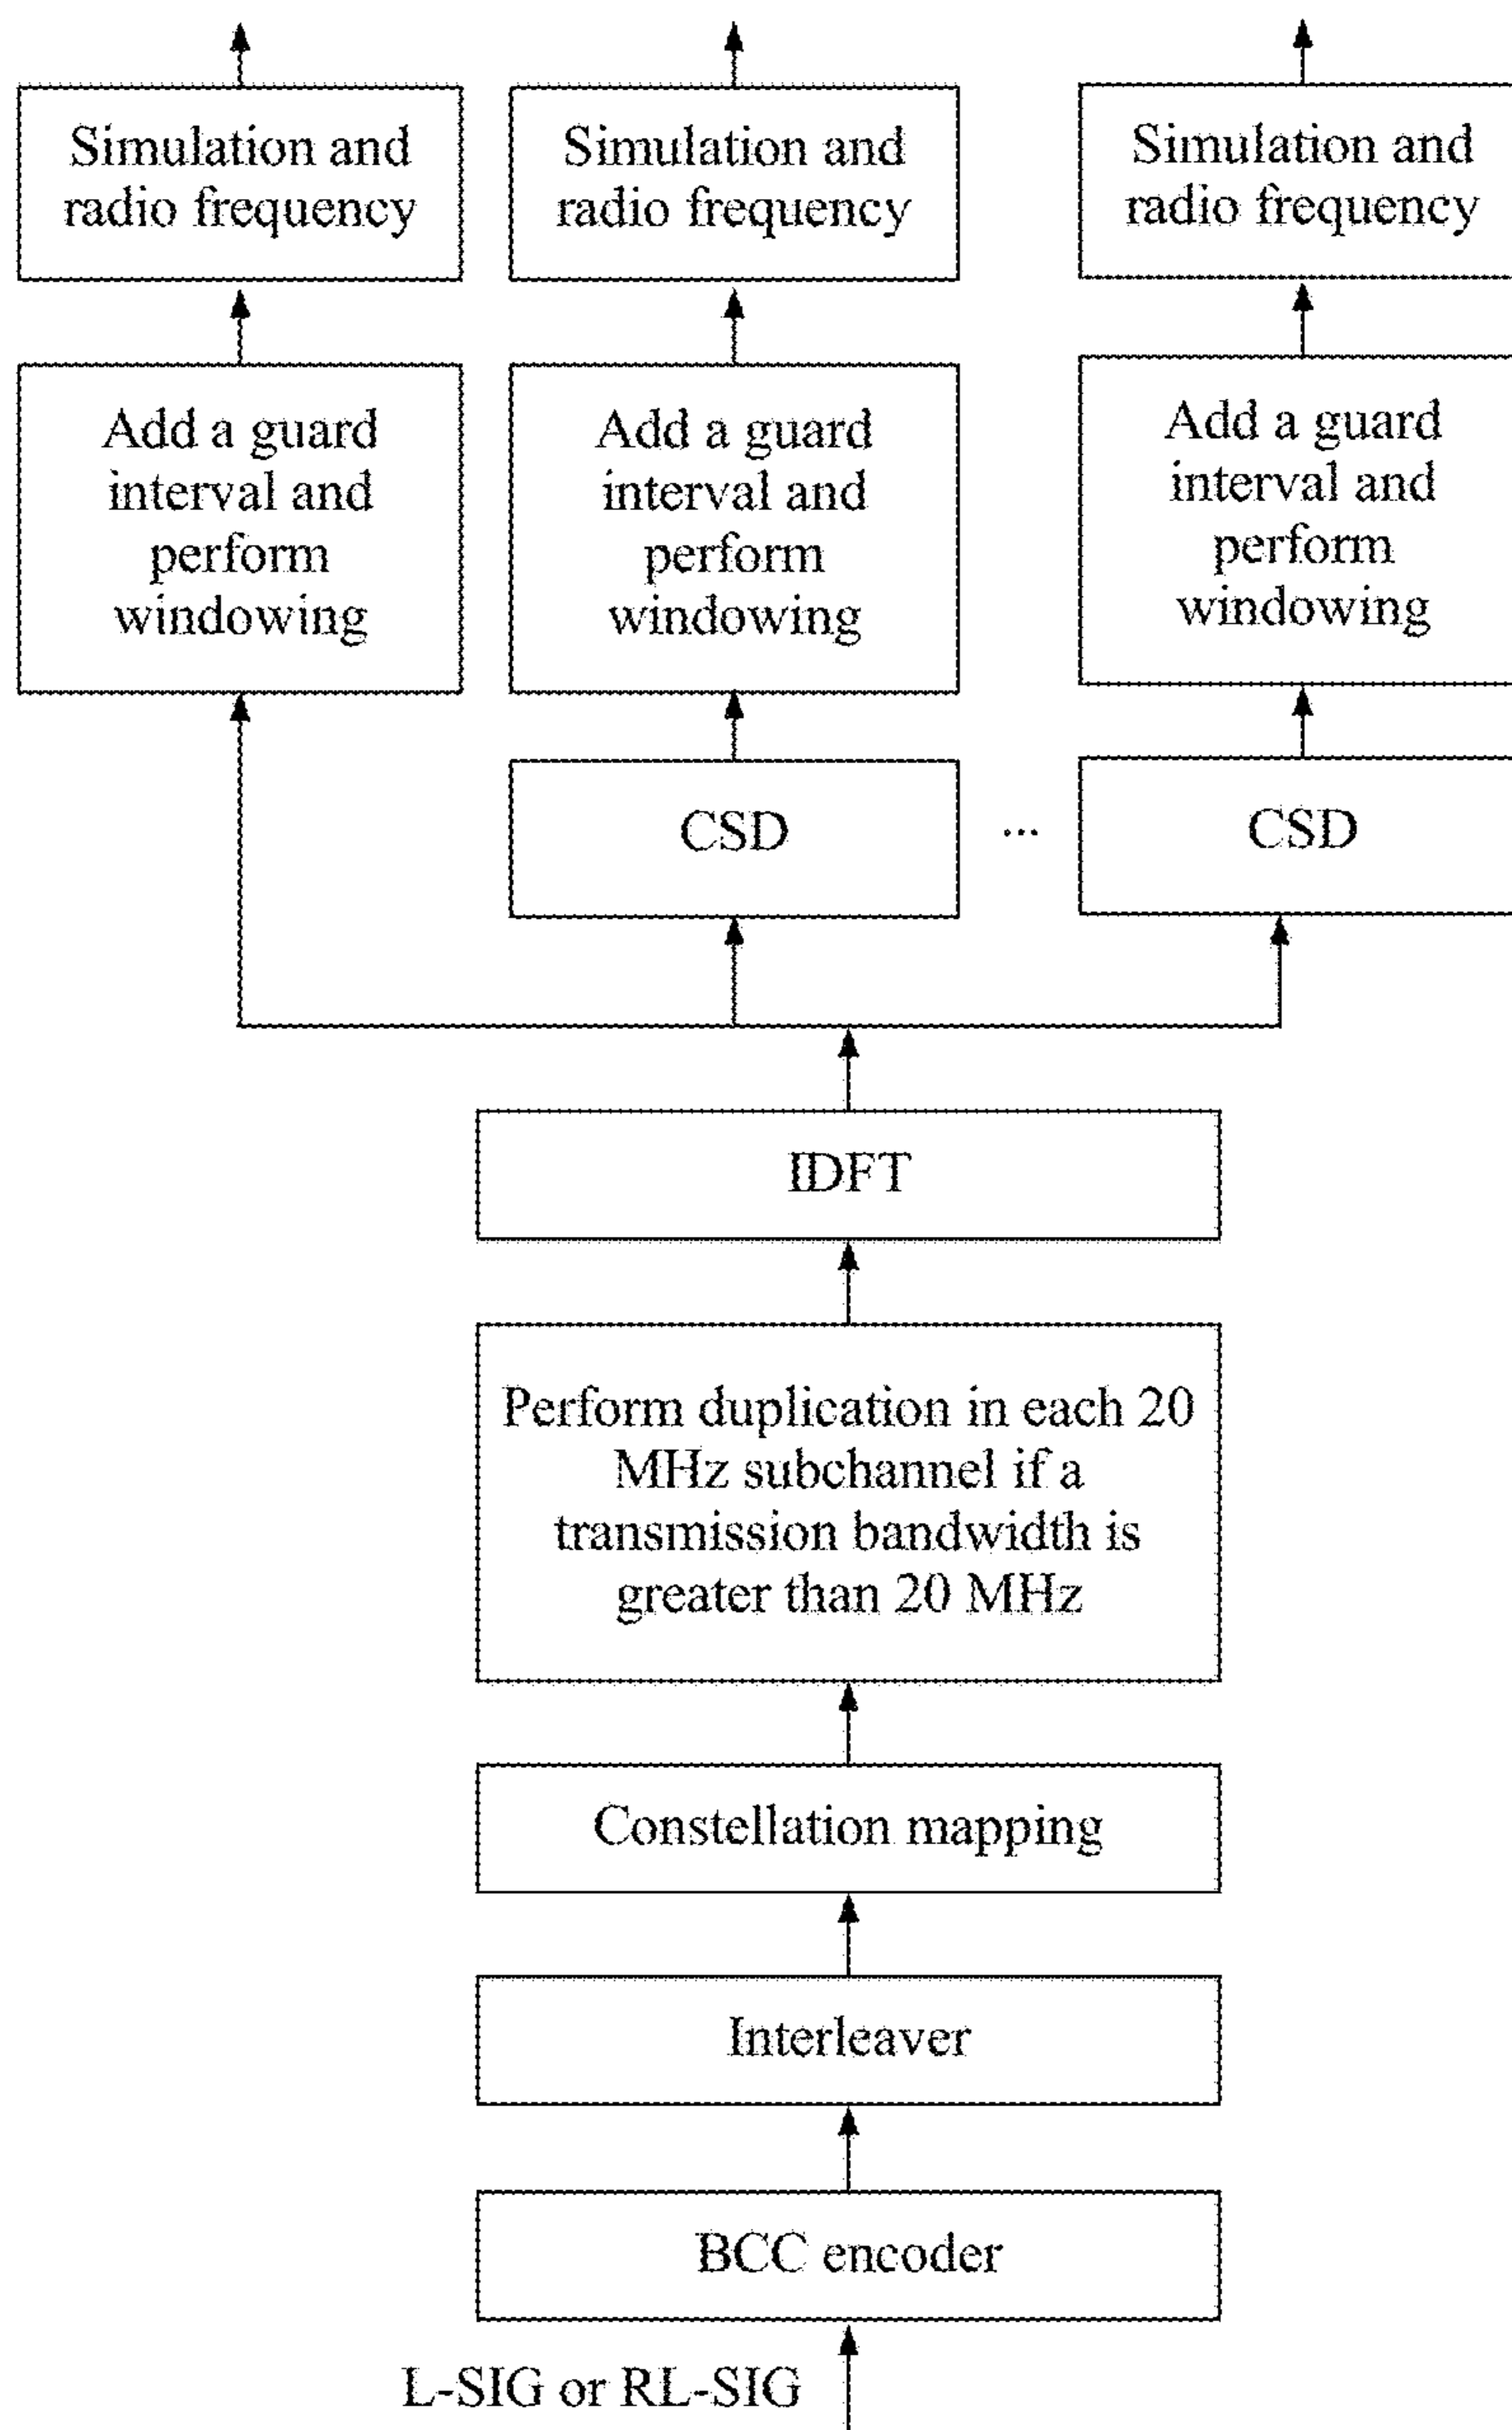 Simulation and
radio frequency
Simulation and
radio frequency
Simulation and
radio frequency
Add a guard
interval and
perform
windowing
Add a guard
interval and
perform
windowing
Add a guard
interval and
perform
windowing
CSD
...
CSD
IDFT
Perform duplication in each 20
MHz subchannel if a
transmission bandwidth is
greater than 20 MHz
Constellation mapping
Interleaver
BCC encoder
L-SIG or RL-SIG